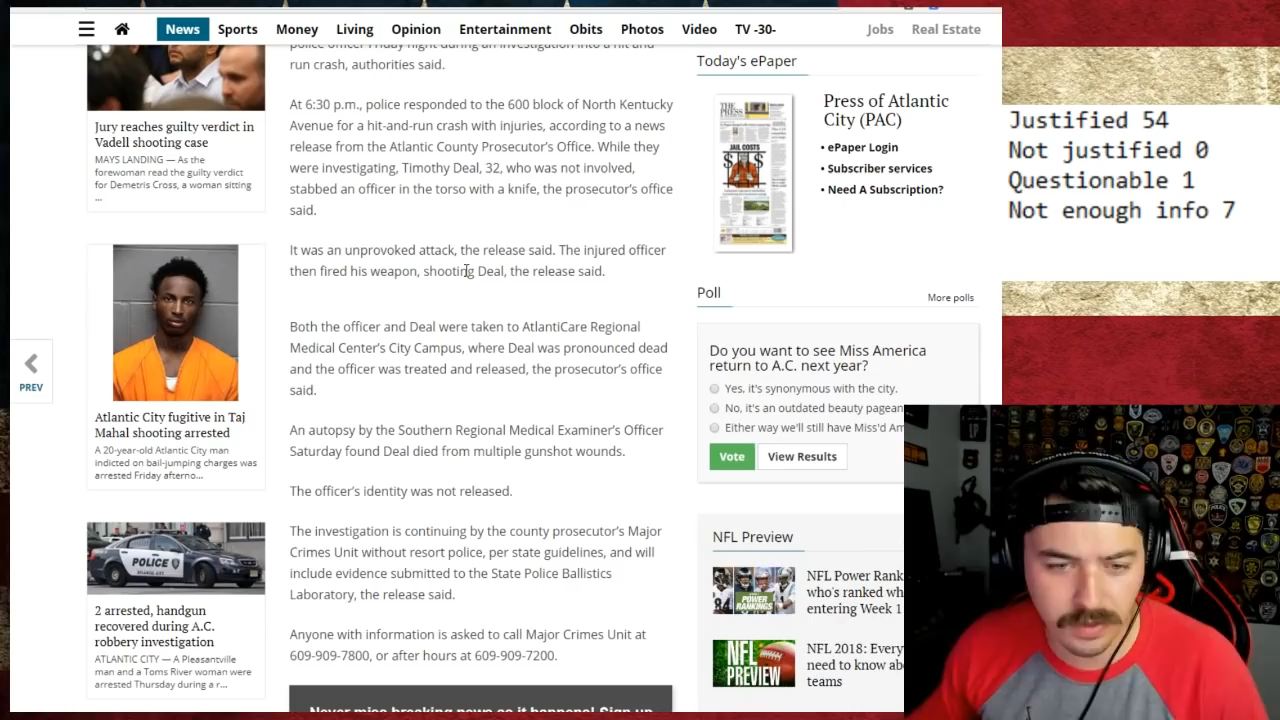 News
Sports
Money
Living
Opinion
Entertainment
Obits
Photos
Video
TV -30-
Jobs
Real Estate
Jury reaches guilty verdict in
Vadell shooting case
MAYS LANDING — As the
forewoman read the guilty verdict
for Demetris Cross, a woman sitting
...
Atlantic City fugitive in Taj
Mahal shooting arrested
A 20-year-old Atlantic City man
indicted on bail-jumping charges was
arrested Friday afterno...
POLICE
2 arrested, handgun
recovered during A.C.
robbery investigation
ATLANTIC CITY — A Pleasantville
man and a Toms River woman were
arrested Thursday during a r...
PREV
police officer Friday night during an investigation into a hit-and-
run crash, authorities said.
At 6:30 p.m., police responded to the 600 block of North Kentucky
Avenue for a hit-and-run crash with injuries, according to a news
release from the Atlantic County Prosecutor's Office. While they
were investigating, Timothy Deal, 32, who was not involved,
stabbed an officer in the torso with a knife, the prosecutor's office
said.
It was an unprovoked attack, the release said. The injured officer
then fired his weapon, shooting Deal, the release said.
Both the officer and Deal were taken to AtlantiCare Regional
Medical Center's City Campus, where Deal was pronounced dead
and the officer was treated and released, the prosecutor's office
said.
An autopsy by the Southern Regional Medical Examiner's Officer
Saturday found Deal died from multiple gunshot wounds.
The officer's identity was not released.
The investigation is continuing by the county prosecutor's Major
Crimes Unit without resort police, per state guidelines, and will
include evidence submitted to the State Police Ballistics
Laboratory, the release said.
Anyone with information is asked to call Major Crimes Unit at
609-909-7800, or after hours at 609-909-7200.
Never miss breaking news as it happens! Sign up
Today's ePaper
JAIL COSTS
Press of Atlantic
City (PAC)
• ePaper Login
• Subscriber services
• Need A Subscription?
Poll
More polls
Do you want to see Miss America
return to A.C. next year?
Yes, it's synonymous with the city.
No, it's an outdated beauty pagean
Either way we'll still have Miss'd Am
Vote
View Results
NFL Preview
POWER
RANKINGS
NFL Power Rank
who's ranked wh
entering Week 1
NFL
PREVIEW
NFL 2018: Every
need to know ab
teams
Justified 54
Not justified 0
Questionable 1
Not enough info 7